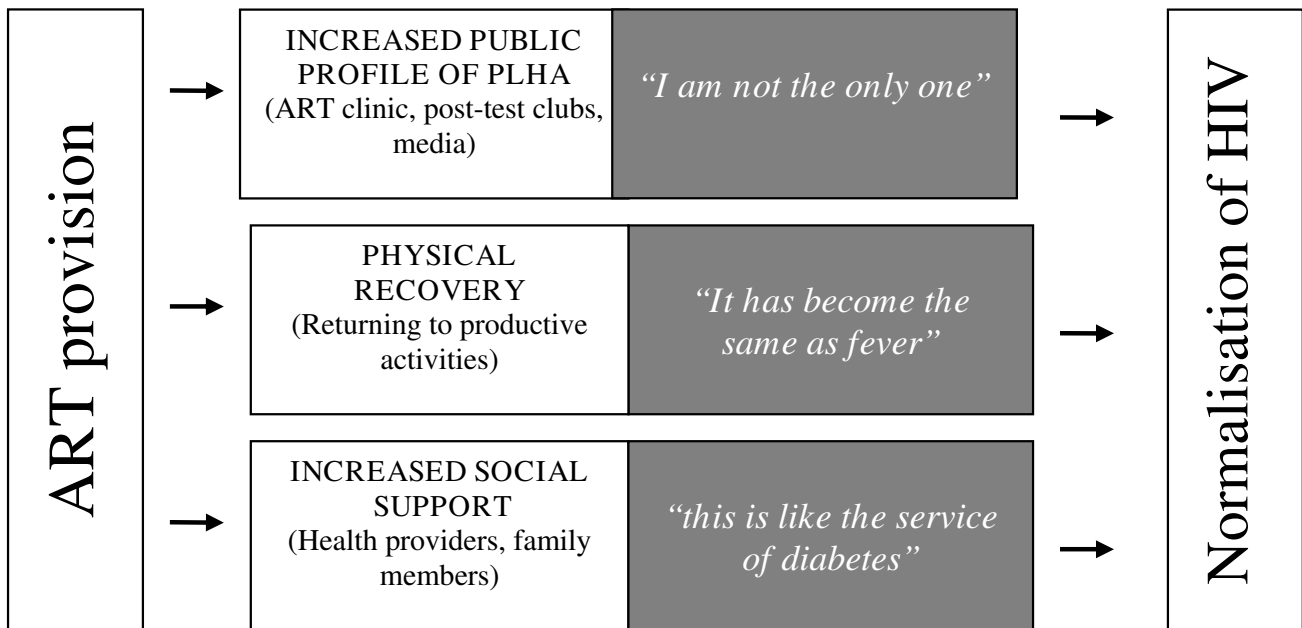 ART provision
INCREASED PUBLIC
PROFILE OF PLHA
(ART clinic, post-test clubs,
media)
“I am not the only one”
PHYSICAL
RECOVERY
(Returning to productive
activities)
“It has become the
same as fever”
INCREASED SOCIAL
SUPPORT
(Health providers, family
members)
“this is like the service
of diabetes”
Normalisation of HIV